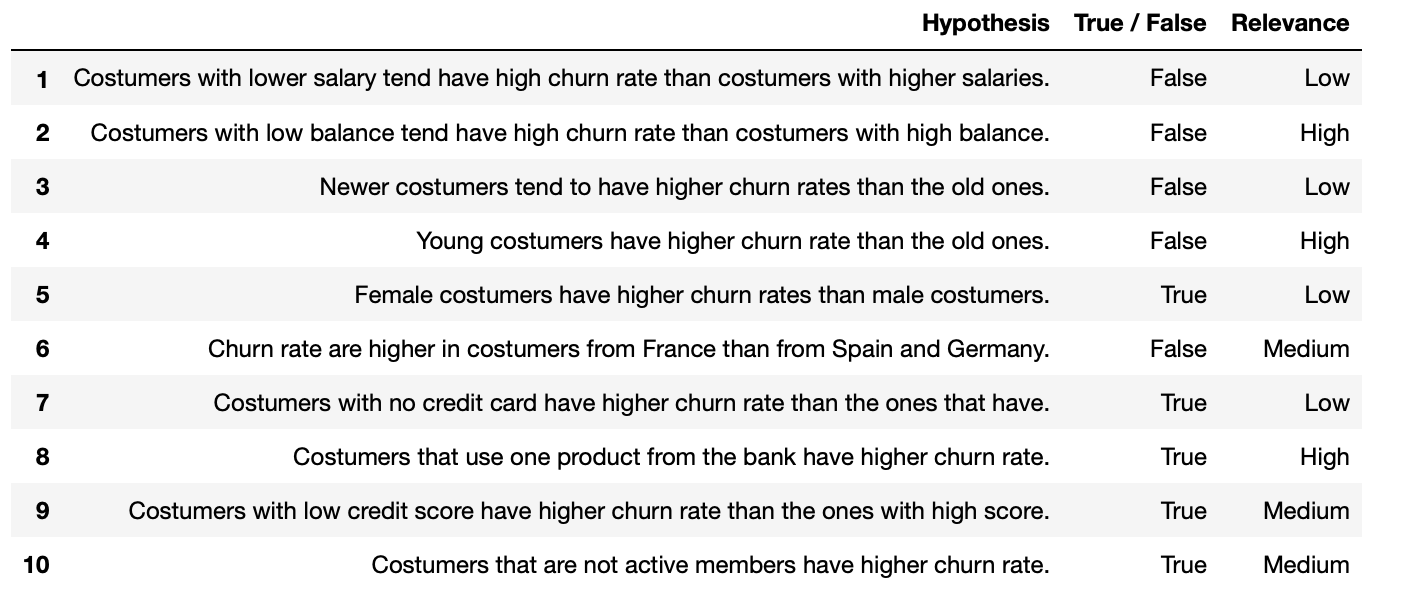 Hypothesis True / False Relevance
1 Costumers with lower salary tend have high churn rate than costumers with higher salaries. False Low
2 Costumers with low balance tend have high churn rate than costumers with high balance. False High
3 Newer costumers tend to have higher churn rates than the old ones. False Low
4 Young costumers have higher churn rate than the old ones. False High
5 Female costumers have higher churn rates than male costumers. True Low
6 Churn rate are higher in costumers from France than from Spain and Germany. False Medium
7 Costumers with no credit card have higher churn rate than the ones that have. True Low
8 Costumers that use one product from the bank have higher churn rate. True High
9 Costumers with low credit score have higher churn rate than the ones with high score. True Medium
10 Costumers that are not active members have higher churn rate. True Medium